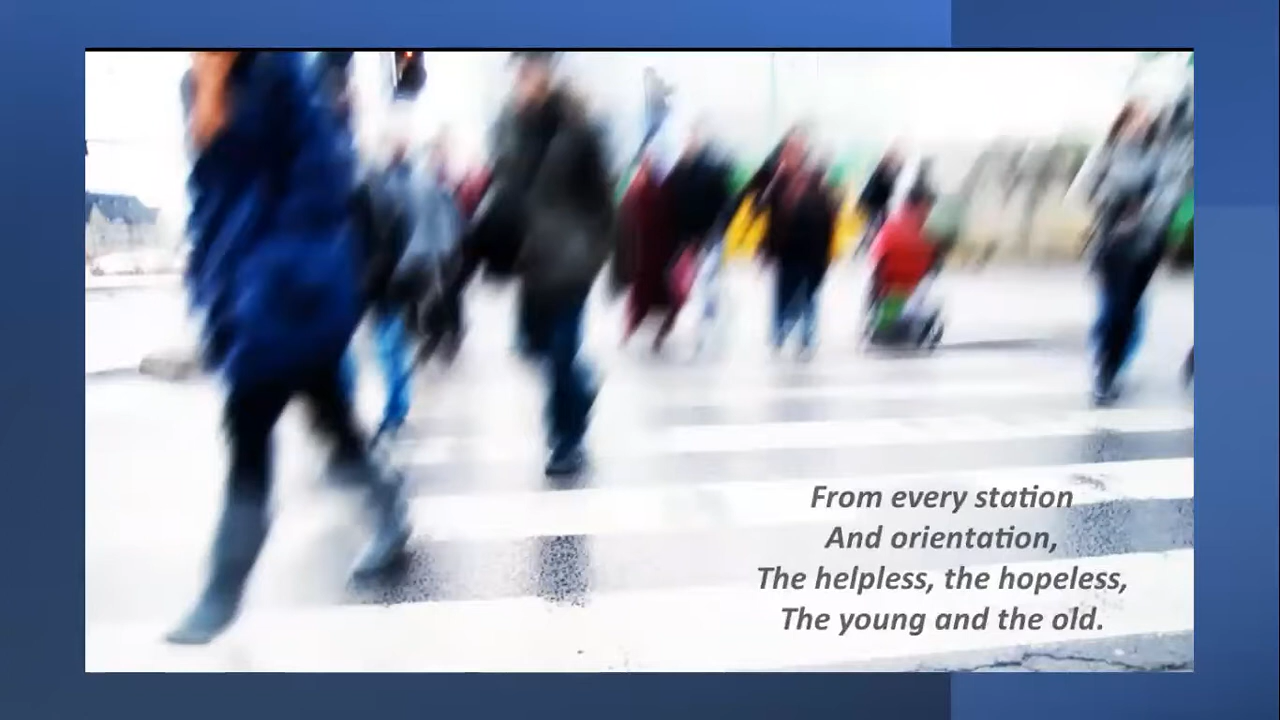 From every station
And orientation,
The helpless, the hopeless,
The young and the old.